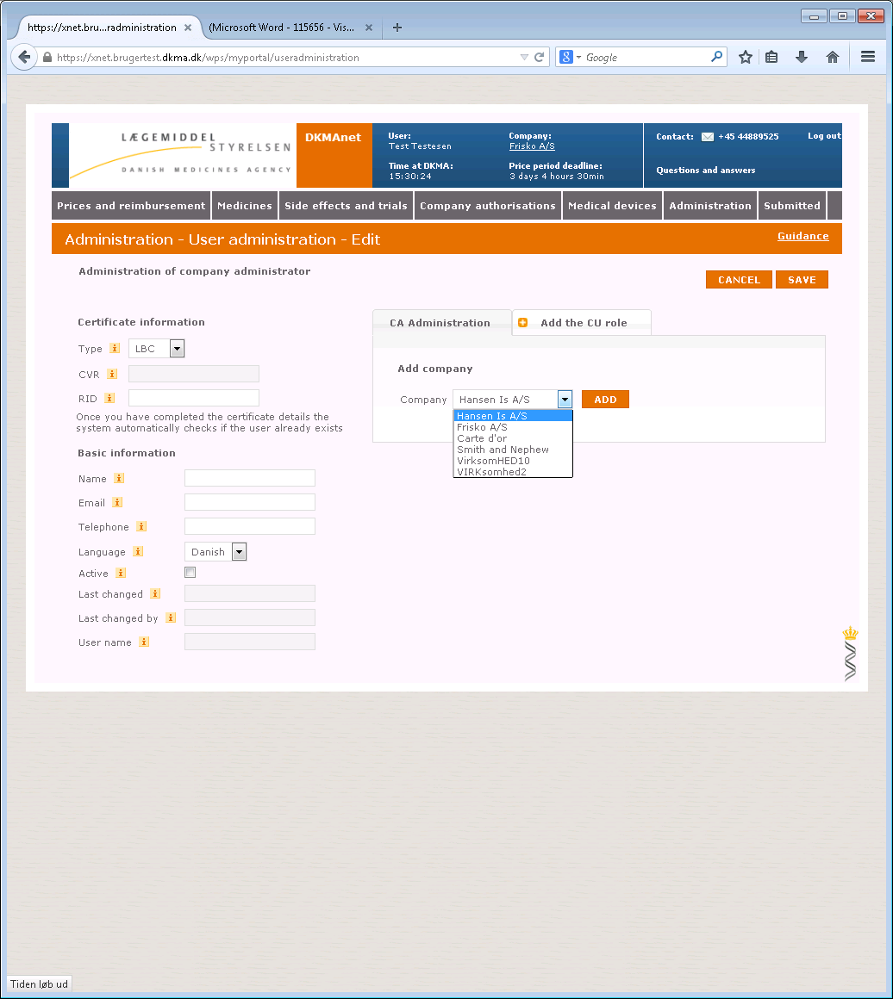 https://xnet.bru...radministration
(Microsoft Word - 115656 - Vis...
https://xnet.brugertest.dkma.dk/wps/myportal/useradministration
Google
LÆGEMIDDEL
STYRELSEN
DANISH MEDICINES AGENCY
DKMAnet
User:
Test Testesen
Time at DKMA:
15:30:24
Company:
Frisko A/S
Price period deadline:
3 days 4 hours 30min
Contact: +45 44889525
Log out
Questions and answers
Prices and reimbursement Medicines Side effects and trials Company authorisations Medical devices Administration Submitted
Administration - User administration - Edit
Guidance
Administration of company administrator
CANCEL SAVE
Certificate information
Type LBC
CVR
RID
Once you have completed the certificate details the
system automatically checks if the user already exists
Basic information
Name
Email
Telephone
Language Danish
Active
Last changed
Last changed by
User name
CA Administration
Add the CU role
Add company
Company Hansen Is A/S ADD
Hansen Is A/S
Frisko A/S
Carte d'or
Smith and Nephew
VirksomHED10
VIRKsomhed2
Tiden løb ud